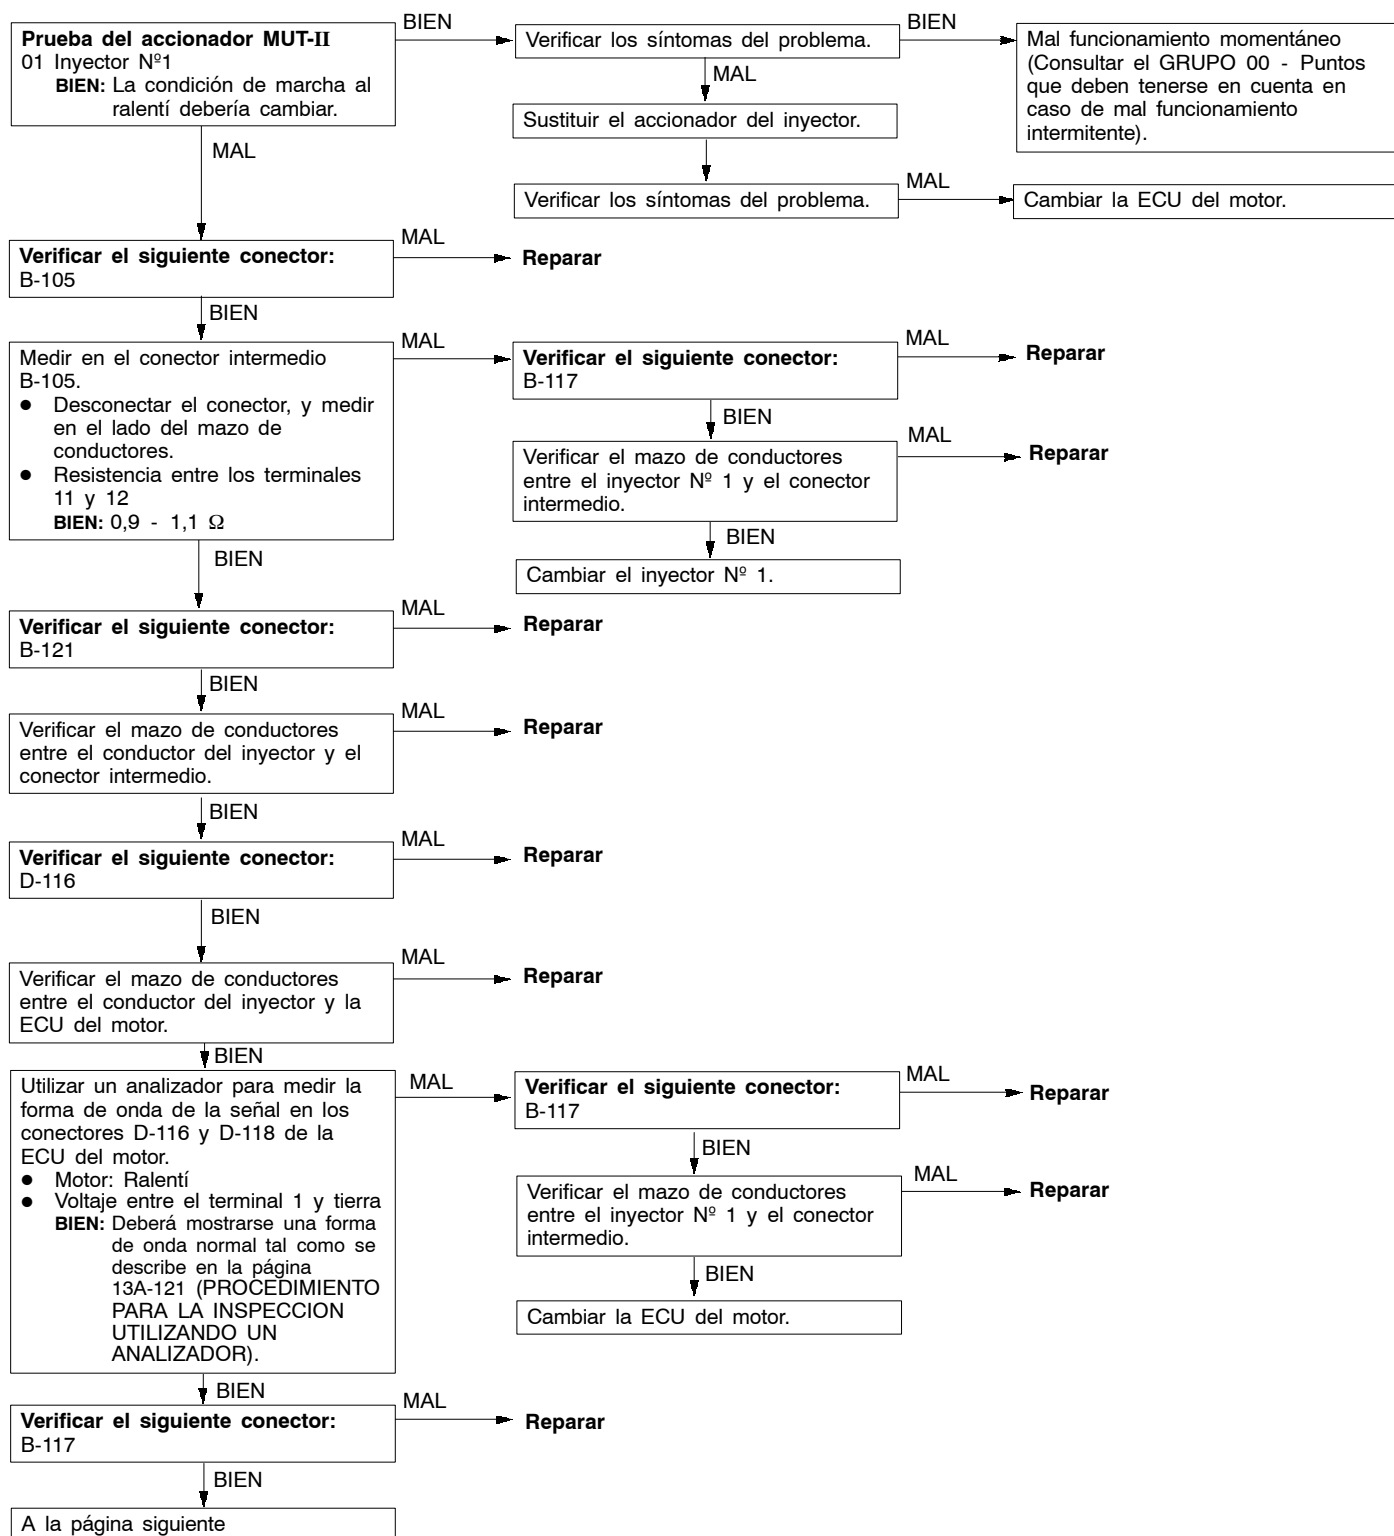 Prueba del accionador MUT-II
01 Inyector Nº1
BIEN: La condición de marcha al
ralentí debería cambiar.
BIEN
Verificar los síntomas del problema.
BIEN
Mal funcionamiento momentáneo
(Consultar el GRUPO 00 - Puntos
que deben tenerse en cuenta en
caso de mal funcionamiento
intermitente).
MAL
Sustituir el accionador del inyector.
Verificar los síntomas del problema.
MAL
Cambiar la ECU del motor.
MAL
Verificar el siguiente conector:
B-105
MAL
Reparar
BIEN
Medir en el conector intermedio
B-105.
● Desconectar el conector, y medir
en el lado del mazo de
conductores.
● Resistencia entre los terminales
11 y 12
BIEN: 0,9 - 1,1 Ω
MAL
Verificar el siguiente conector:
B-117
MAL
Reparar
BIEN
Verificar el mazo de conductores
entre el inyector Nº 1 y el conector
intermedio.
MAL
Reparar
BIEN
Cambiar el inyector Nº 1.
BIEN
Verificar el siguiente conector:
B-121
MAL
Reparar
BIEN
Verificar el mazo de conductores
entre el conductor del inyector y el
conector intermedio.
MAL
Reparar
BIEN
Verificar el siguiente conector:
D-116
MAL
Reparar
BIEN
Verificar el mazo de conductores
entre el conductor del inyector y la
ECU del motor.
MAL
Reparar
BIEN
Utilizar un analizador para medir la
forma de onda de la señal en los
conectores D-116 y D-118 de la
ECU del motor.
● Motor: Ralentí
● Voltaje entre el terminal 1 y tierra
BIEN: Deberá mostrarse una forma
de onda normal tal como se
describe en la página
13A-121 (PROCEDIMIENTO
PARA LA INSPECCION
UTILIZANDO UN
ANALIZADOR).
MAL
Verificar el siguiente conector:
B-117
MAL
Reparar
BIEN
Verificar el mazo de conductores
entre el inyector Nº 1 y el conector
intermedio.
MAL
Reparar
BIEN
Cambiar la ECU del motor.
BIEN
Verificar el siguiente conector:
B-117
MAL
Reparar
BIEN
A la página siguiente